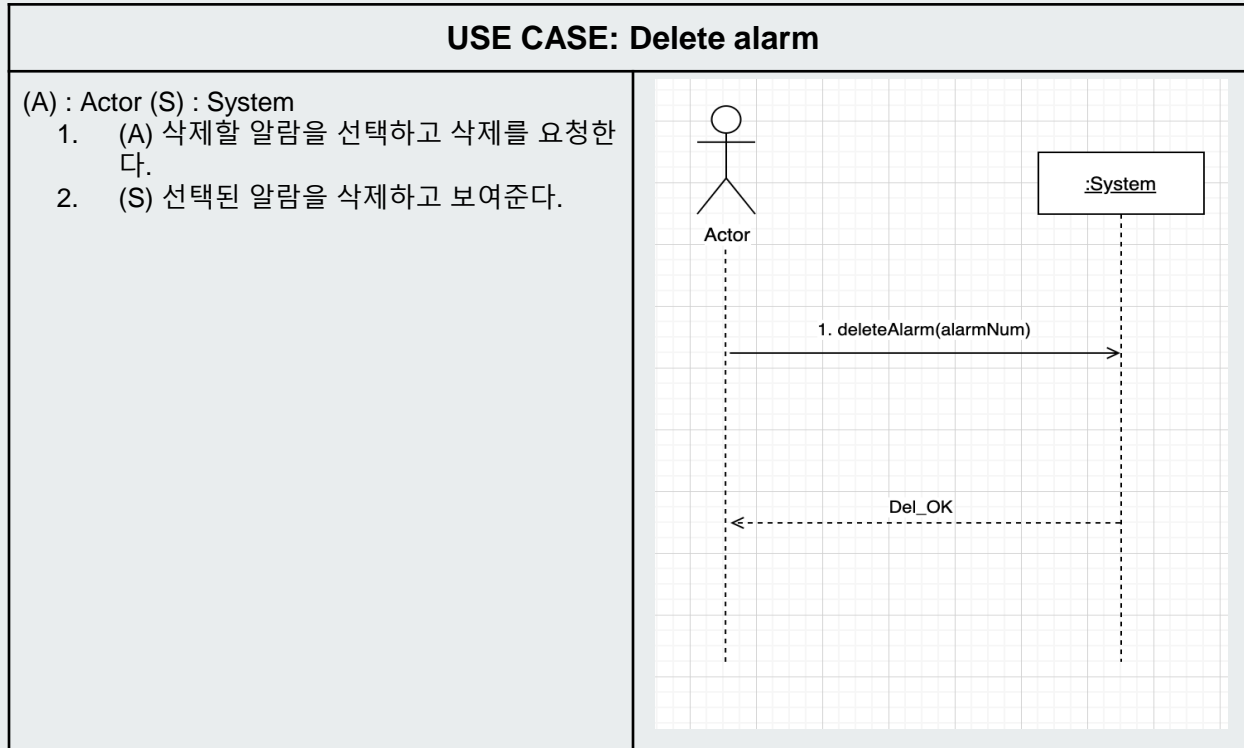 USE CASE: Delete alarm
(A) : Actor (S) : System
1. (A) 삭제할 알람을 선택하고 삭제를 요청한
다.
2. (S) 선택된 알람을 삭제하고 보여준다.
Actor
:System
1. deleteAlarm(alarmNum)
Del_OK